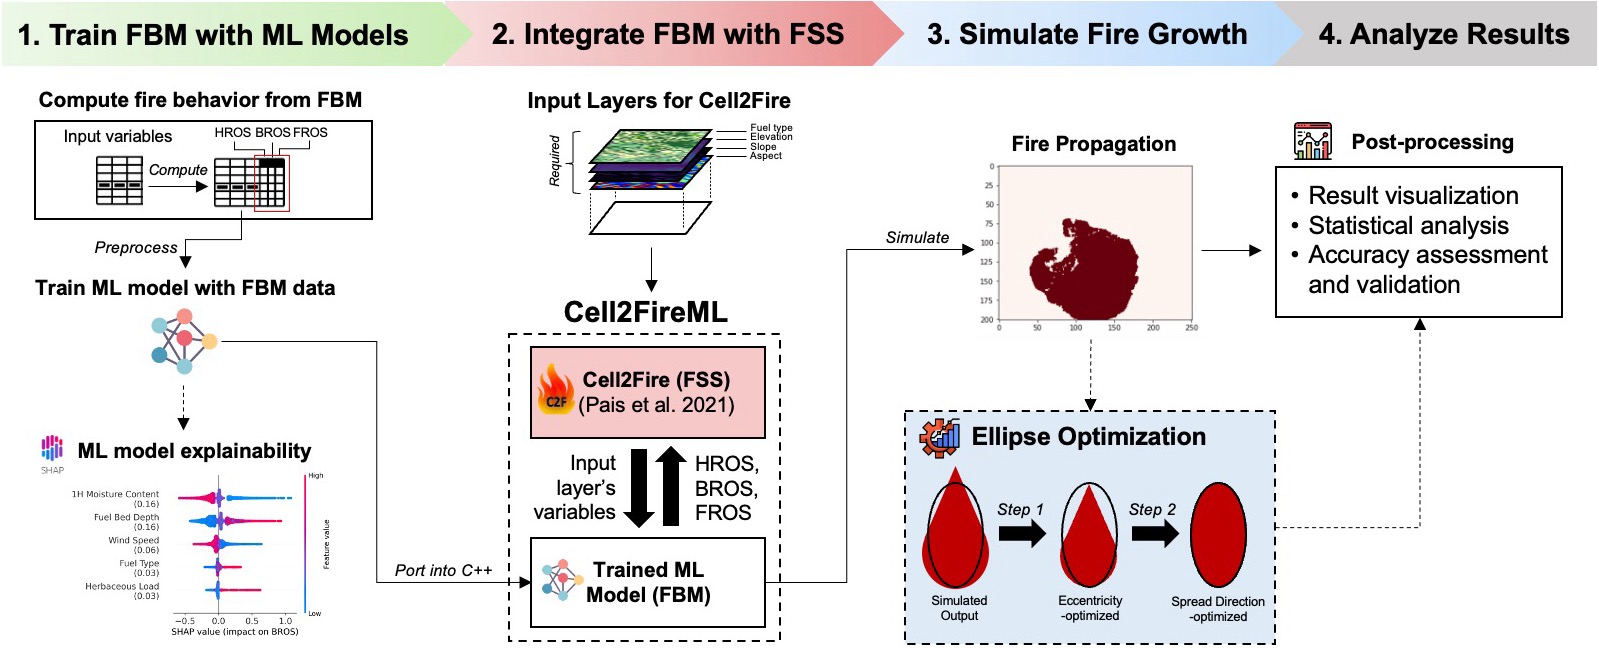 1. Train FBM with ML Models
2. Integrate FBM with FSS
3. Simulate Fire Growth
4. Analyze Results
Compute fire behavior from FBM
Input variables
HROS BROS FROS
Compute
Preprocess
Train ML model with FBM data
SHAP
ML model explainability
1H Moisture Content
(0.16)
Fuel Bed Depth
(0.16)
Wind Speed
(0.06)
Fuel Type
(0.03)
Herbaceous Load
(0.03)
High
Feature value
Low
−0.5 0.0 0.5 1.0
SHAP value (impact on BROS)
Port into C++
Input Layers for Cell2Fire
Required
Fuel type
Elevation
Slope
Aspect
Cell2FireML
C2F
Cell2Fire (FSS)
(Pais et al. 2021)
Input
layer's
variables
HROS,
BROS,
FROS
Trained ML
Model (FBM)
Simulate
Fire Propagation
0
25
50
75
100
125
150
175
200
0 50 100 150 200 250
Ellipse Optimization
Step 1
Step 2
Simulated
Output
Eccentricity
-optimized
Spread Direction
-optimized
Post-processing
• Result visualization
• Statistical analysis
• Accuracy assessment
and validation